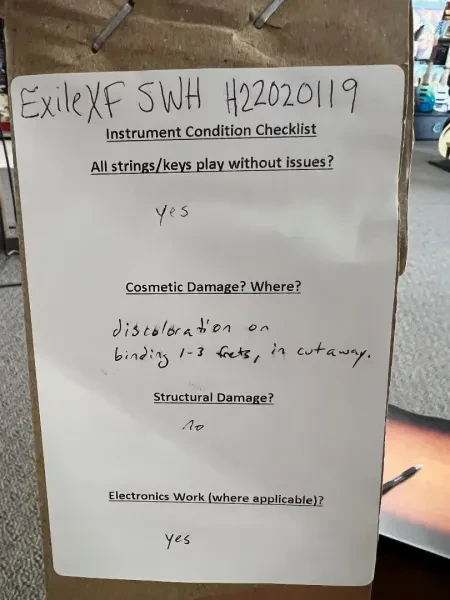 ExileXF SWH H22020119
Instrument Condition Checklist
All strings/keys play without issues?
yes
Cosmetic Damage? Where?
discoloration on
binding 1-3 frets, in cutaway.
Structural Damage?
no
Electronics Work (where applicable)?
yes